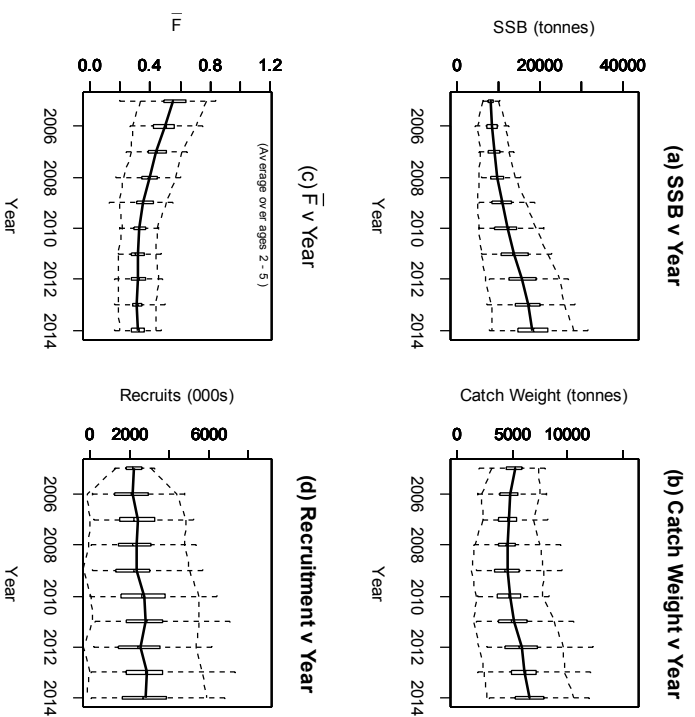 (a) SSB v Year
SSB (tonnes)
0 20000 40000
2006 2008 2010 2012 2014
Year
(b) Catch Weight v Year
Catch Weight (tonnes)
0 5000 10000
2006 2008 2010 2012 2014
Year
(c) F̅ v Year
(Average over ages 2 - 5 )
F̅
0.0 0.4 0.8 1.2
2006 2008 2010 2012 2014
Year
(d) Recruitment v Year
Recruits (000s)
0 2000 6000
2006 2008 2010 2012 2014
Year